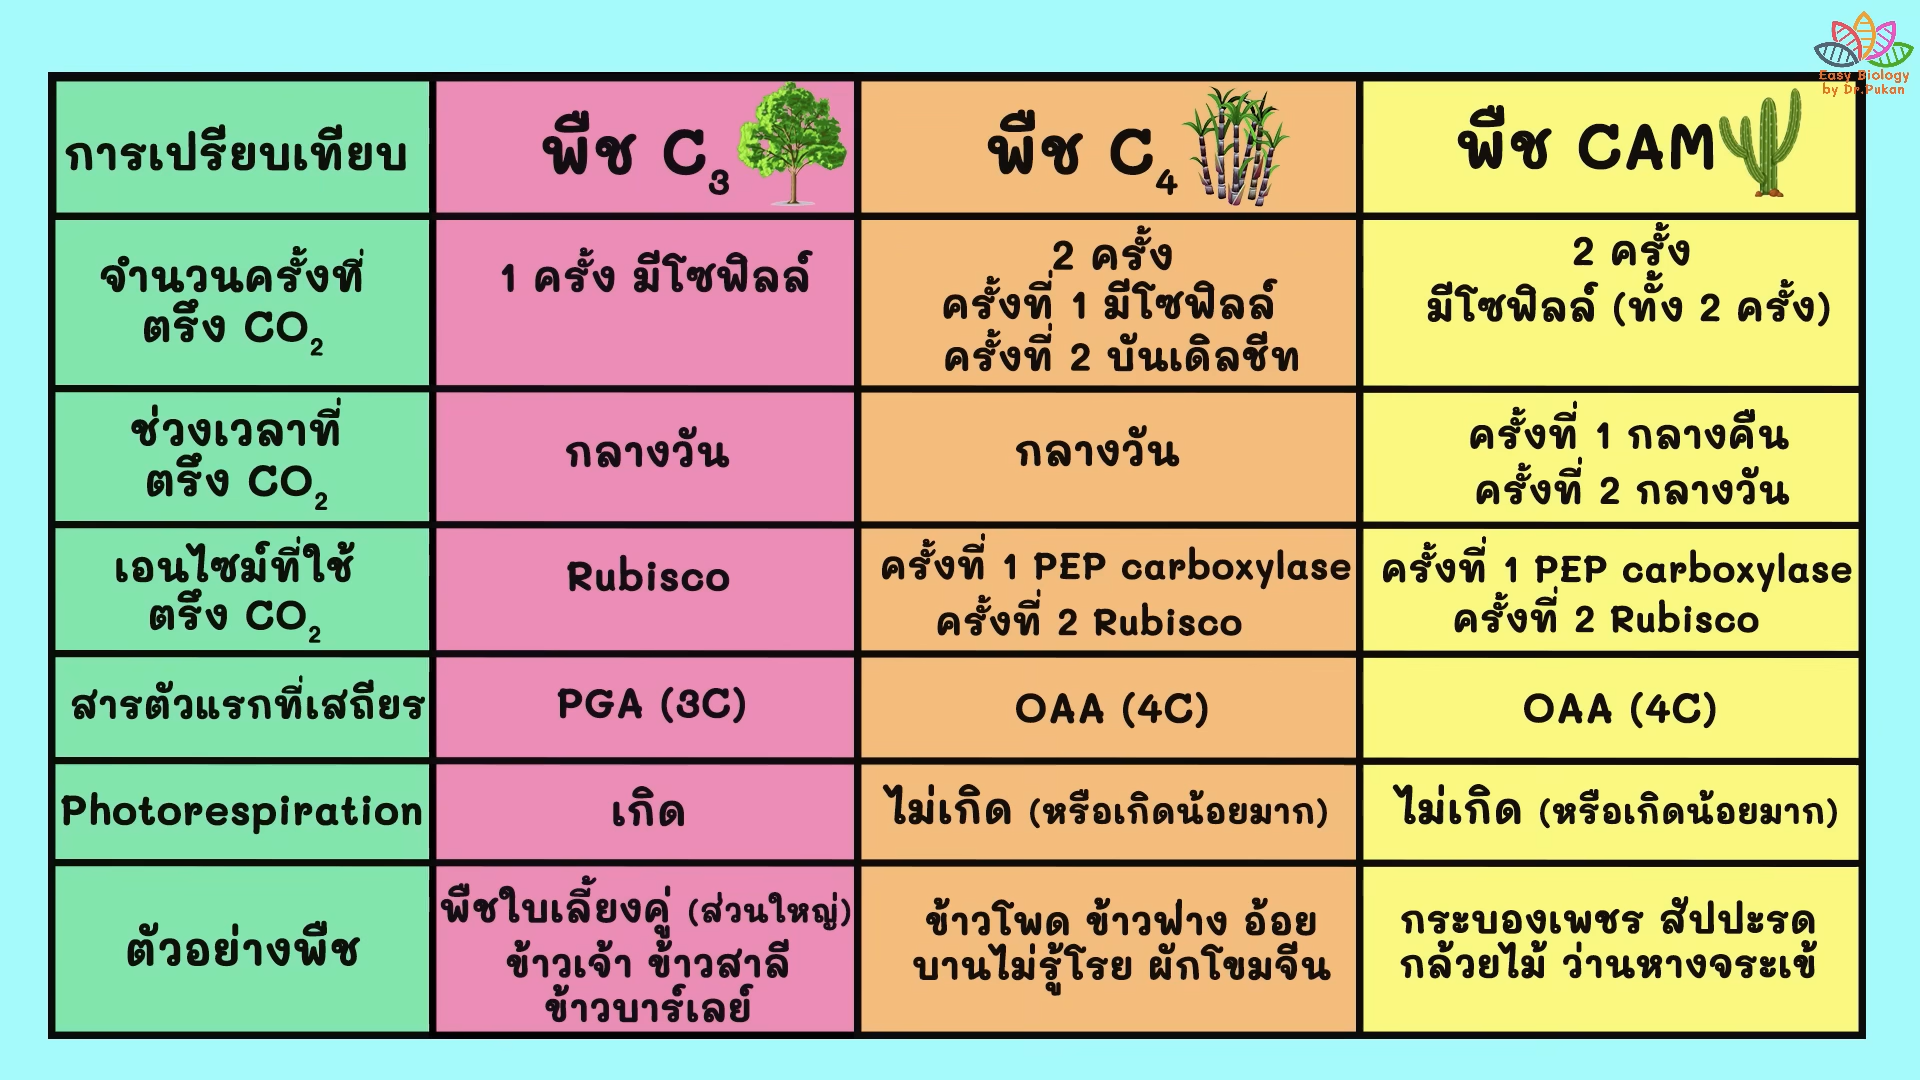 Easy Biology
by Dr.Pukan
การเปรียบเทียบ
พืช C₃
พืช C₄
พืช CAM
จำนวนครั้งที่
ตรึง CO₂
1 ครั้ง มีโซฟิลล์
2 ครั้ง
ครั้งที่ 1 มีโซฟิลล์
ครั้งที่ 2 บันเดิลชีท
2 ครั้ง
มีโซฟิลล์ (ทั้ง 2 ครั้ง)
ช่วงเวลาที่
ตรึง CO₂
กลางวัน
กลางวัน
ครั้งที่ 1 กลางคืน
ครั้งที่ 2 กลางวัน
เอนไซม์ที่ใช้
ตรึง CO₂
Rubisco
ครั้งที่ 1 PEP carboxylase
ครั้งที่ 2 Rubisco
ครั้งที่ 1 PEP carboxylase
ครั้งที่ 2 Rubisco
สารตัวแรกที่เสถียร
PGA (3C)
OAA (4C)
OAA (4C)
Photorespiration
เกิด
ไม่เกิด (หรือเกิดน้อยมาก)
ไม่เกิด (หรือเกิดน้อยมาก)
ตัวอย่างพืช
พืชใบเลี้ยงคู่ (ส่วนใหญ่)
ข้าวเจ้า ข้าวสาลี
ข้าวบาร์เลย์
ข้าวโพด ข้าวฟ่าง อ้อย
บานไม่รู้โรย ผักโขมจีน
กระบองเพชร สัปปะรด
กล้วยไม้ ว่านหางจระเข้